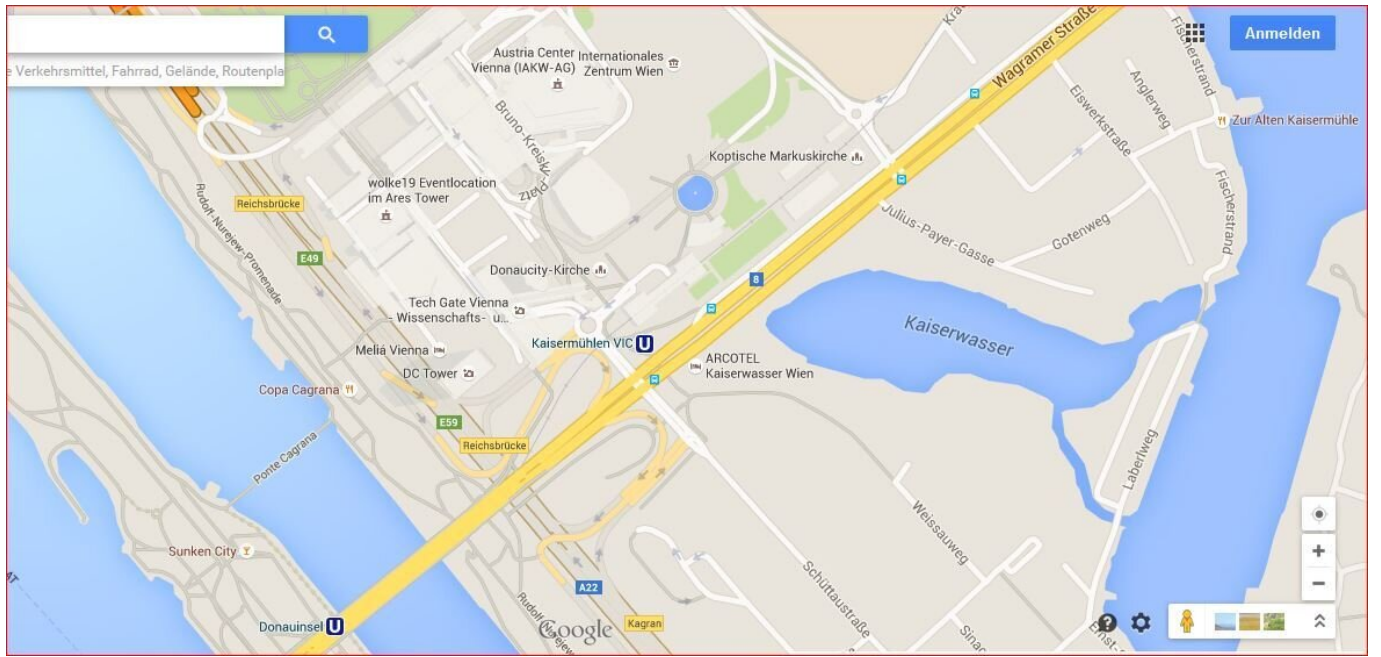 e Verkehrsmittel, Fahrrad, Gelände, Routenpla
Anmelden
Austria Center
Vienna (IAKW-AG)
Internationales
Zentrum Wien
Wagramer Straße
Fischerstrand
Anglerweg
Eiswerkstraße
Zur Alten Kaisermühle
Bruno-Kreisky-Platz
Koptische Markuskirche
wolke19 Eventlocation
im Ares Tower
Reichsbrücke
Rudolf-Nurejew-Promenade
Julius-Payer-Gasse
Gotenweg
Fischerstrand
E49
Donaucity-Kirche
8
Tech Gate Vienna
- Wissenschafts- u...
Kaisermühlen VIC U
Kaiserwasser
Meliá Vienna
DC Tower
ARCOTEL
Kaiserwasser Wien
Copa Cagrana
E59
Reichsbrücke
Ponte Cagrana
Laberlweg
Weissauweg
Sunken City
A22
Schüttaustraße
Rudolf-Nurejew
Donauinsel U
Google
Kagran